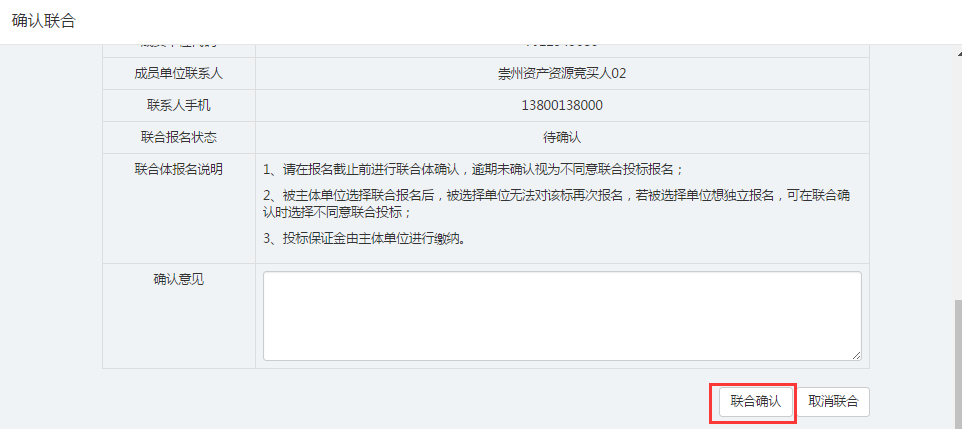 确认联合
成员单位联系人 崇州资产资源竞买人02
联系人手机 13800138000
联合报名状态 待确认
联合体报名说明 1、请在报名截止前进行联合体确认，逾期未确认视为不同意联合投标报名；
2、被主体单位选择联合报名后，被选择单位无法对该标再次报名，若被选择单位想独立报名，可在联合确
认时选择不同意联合投标；
3、投标保证金由主体单位进行缴纳。
确认意见
联合确认 取消联合